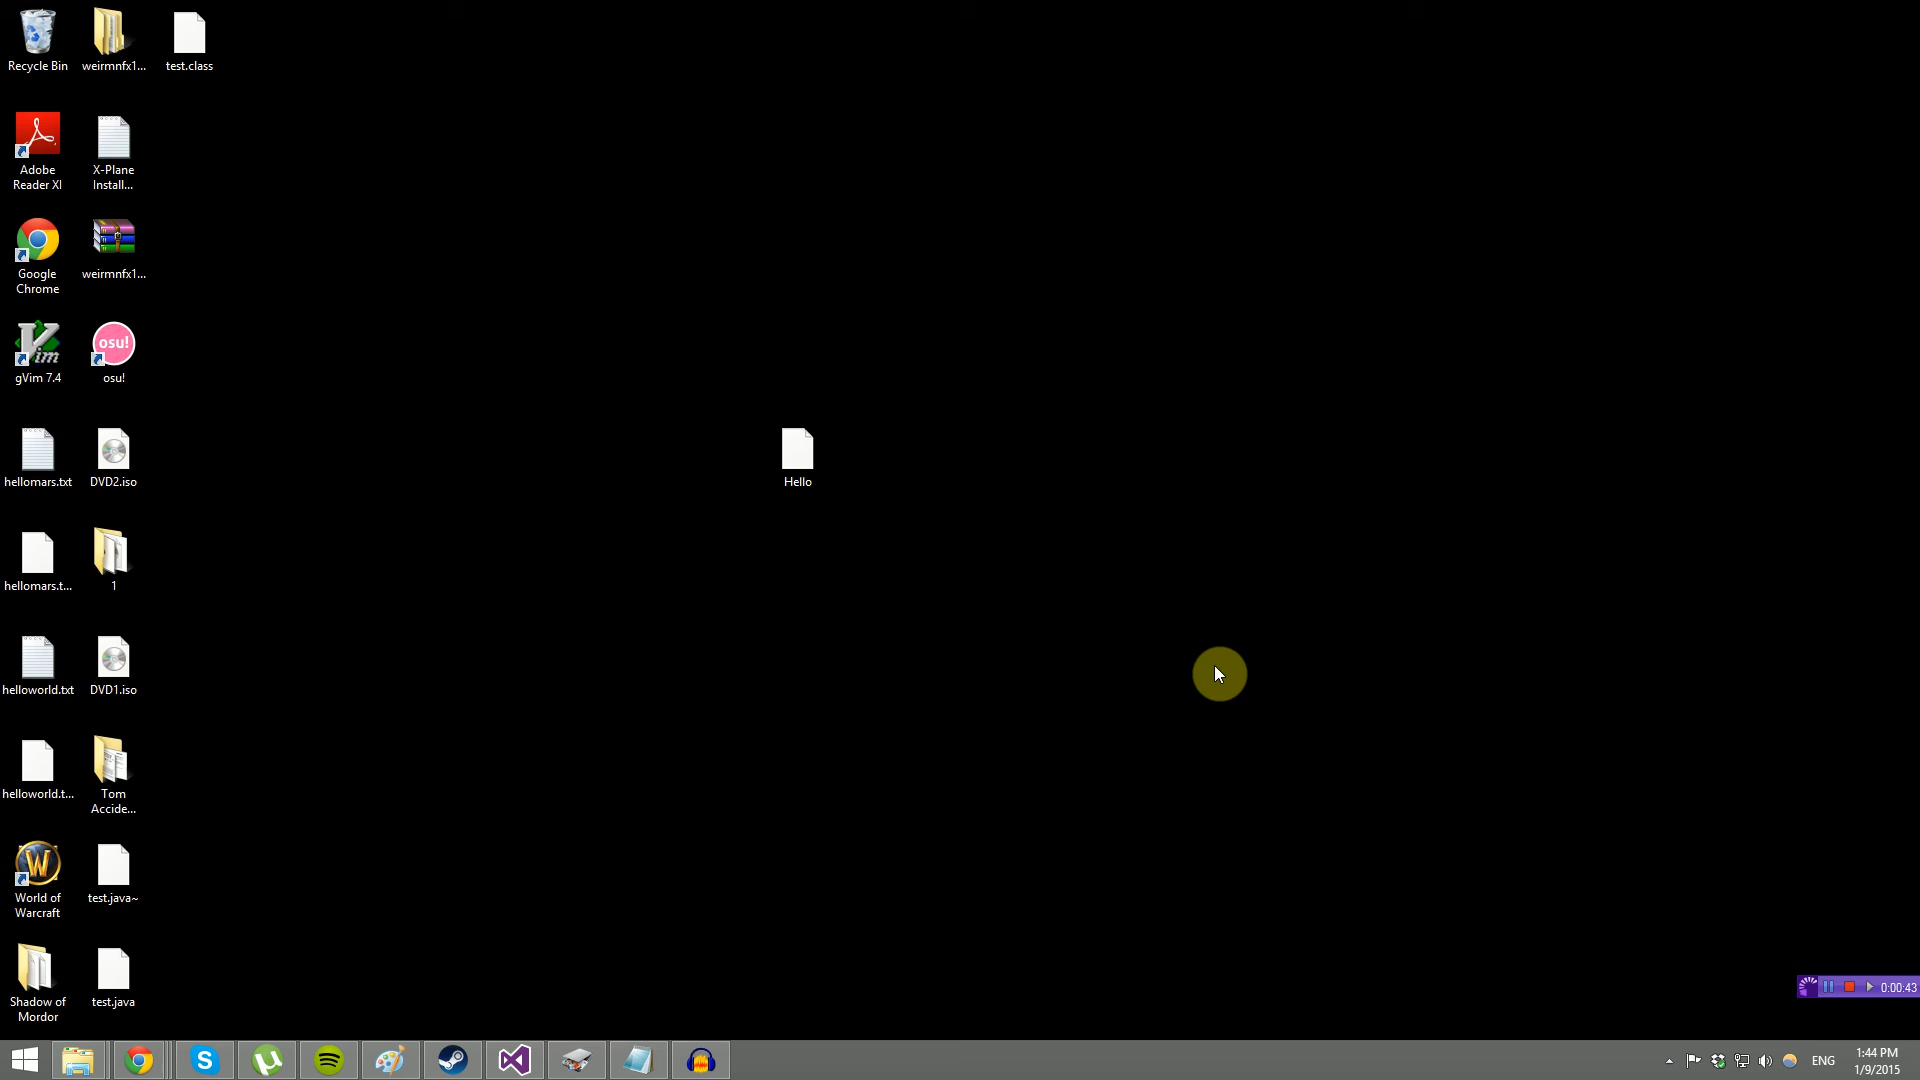 Recycle Bin
weirmnfx1...
test.class
Adobe
Reader XI
X-Plane
Install...
Google
Chrome
weirmnfx1...
gVim 7.4
osu!
osu!
hellomars.txt
DVD2.iso
Hello
hellomars.t...
1
helloworld.txt
DVD1.iso
helloworld.t...
Tom
Accide...
World of
Warcraft
test.java~
Shadow of
Mordor
test.java
0:00:43
ENG
1:44 PM
1/9/2015